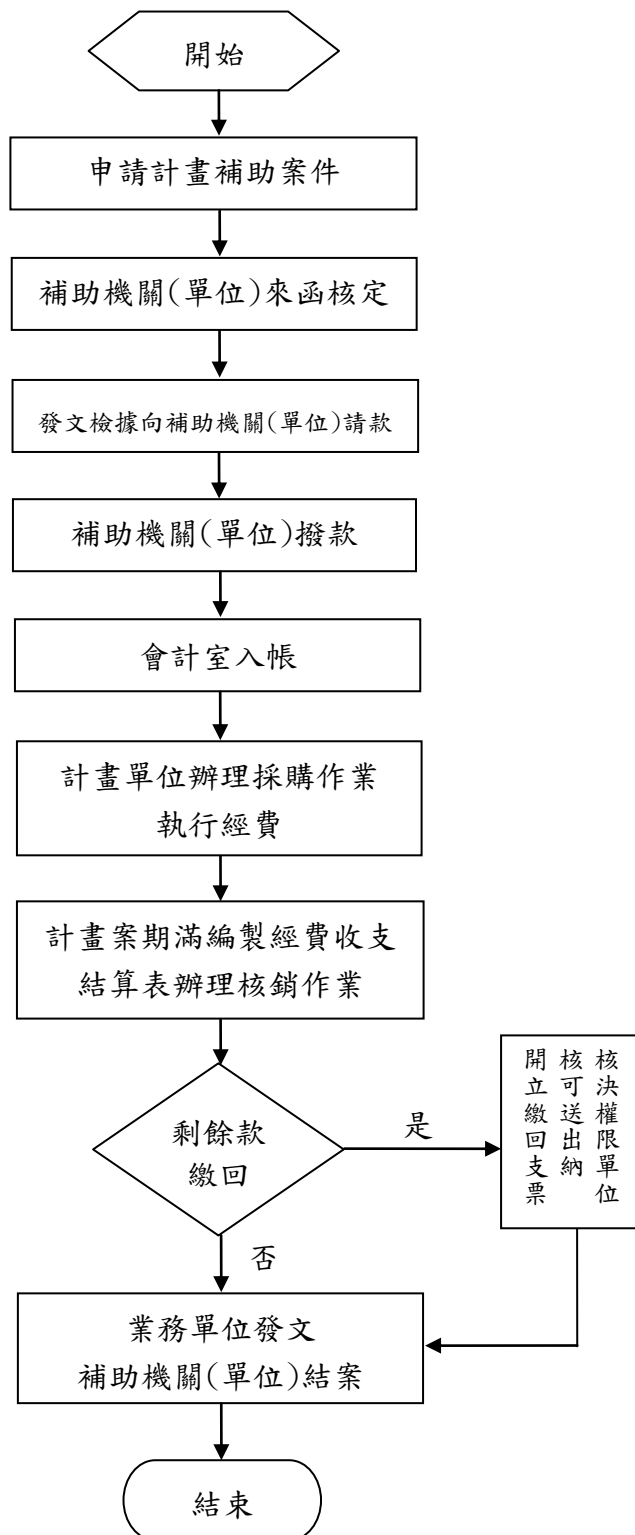 開始
申請計畫補助案件
補助機關(單位)來函核定
發文檢據向補助機關(單位)請款
補助機關(單位)撥款
會計室入帳
計畫單位辦理採購作業
執行經費
計畫案期滿編製經費收支
結算表辦理核銷作業
剩餘款
繳回
是
核決權限單位
核可送出納
開立繳回支票
否
業務單位發文
補助機關(單位)結案
結束